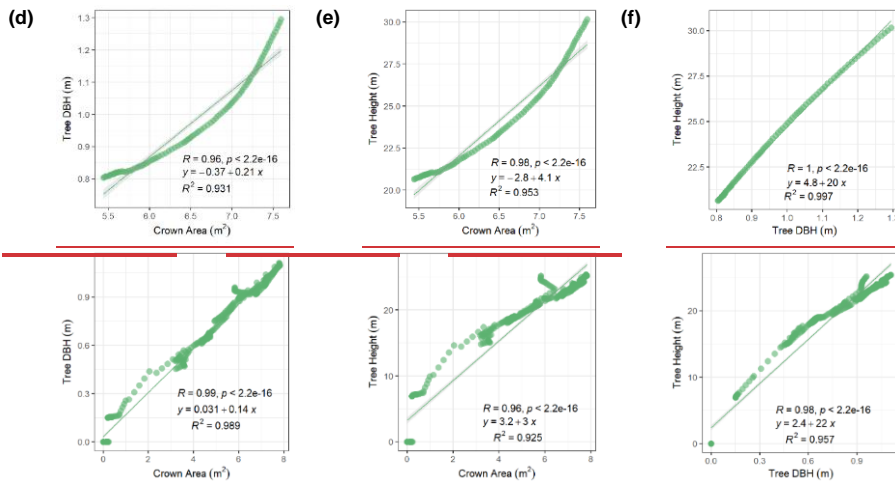 (d)
Tree DBH (m)
1.3
1.2
1.1
1.0
0.9
0.8
R = 0.96, p < 2.2e-16
y = −0.37 + 0.21 x
R² = 0.931
5.5 6.0 6.5 7.0 7.5
Crown Area (m²)
(e)
Tree Height (m)
30.0
27.5
25.0
22.5
20.0
R = 0.98, p < 2.2e-16
y = −2.8 + 4.1 x
R² = 0.953
5.5 6.0 6.5 7.0 7.5
Crown Area (m²)
(f)
Tree Height (m)
30.0
27.5
25.0
22.5
R = 1, p < 2.2e-16
y = 4.8 + 20 x
R² = 0.997
0.8 0.9 1.0 1.1 1.2 1.3
Tree DBH (m)
Tree DBH (m)
0.9
0.6
0.3
0.0
R = 0.99, p < 2.2e-16
y = 0.031 + 0.14 x
R² = 0.989
0 2 4 6 8
Crown Area (m²)
Tree Height (m)
20
10
0
R = 0.96, p < 2.2e-16
y = 3.2 + 3 x
R² = 0.925
0 2 4 6 8
Crown Area (m²)
Tree Height (m)
20
10
0
R = 0.98, p < 2.2e-16
y = 2.4 + 22 x
R² = 0.957
0.0 0.3 0.6 0.9
Tree DBH (m)